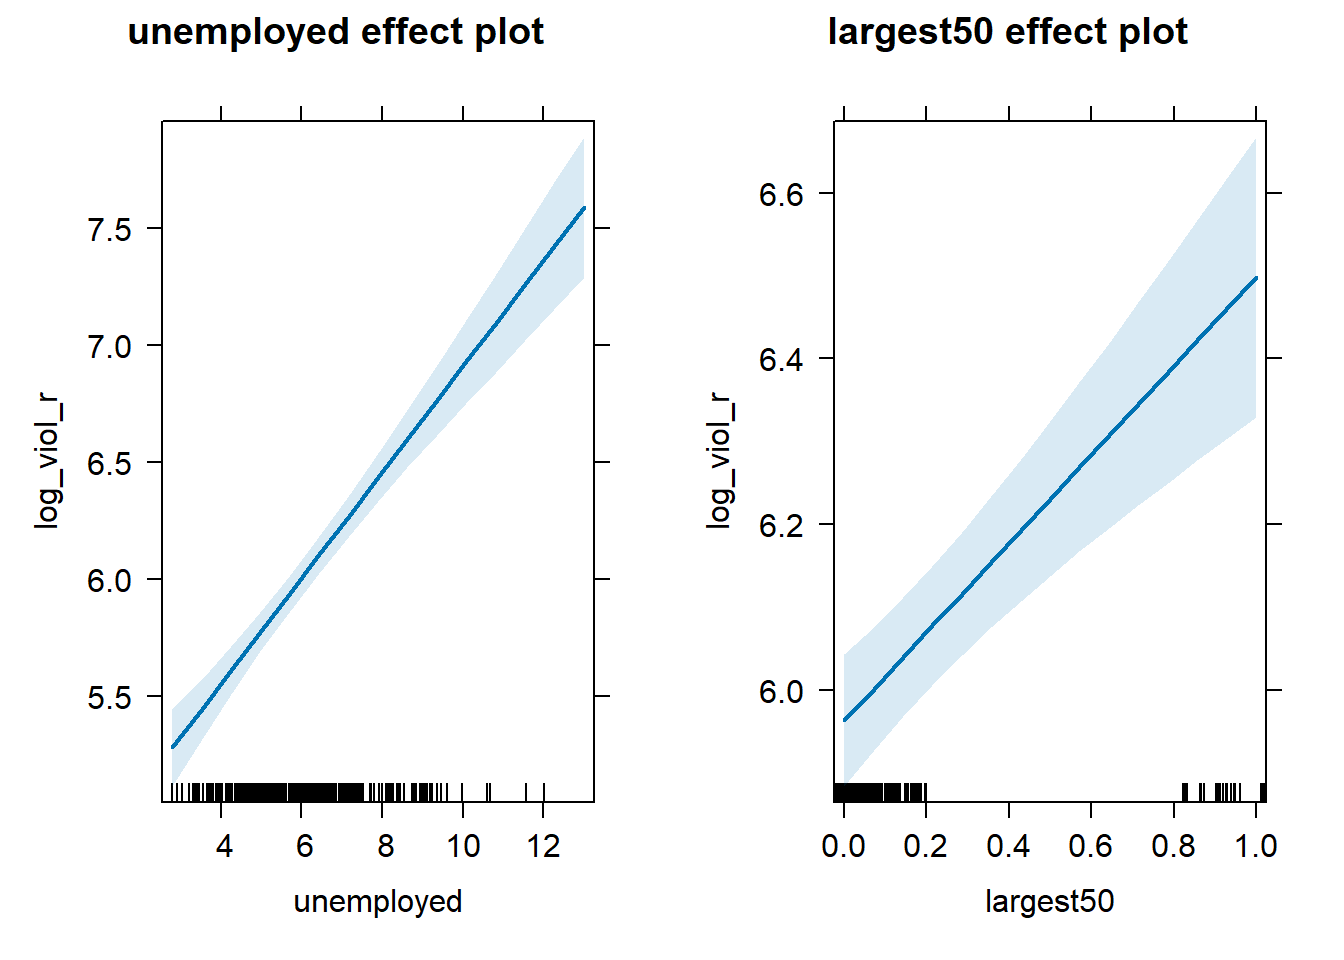 unemployed effect plot
7.5
7.0
6.5
6.0
5.5
log_viol_r
4 6 8 10 12
unemployed
largest50 effect plot
6.6
6.4
6.2
6.0
log_viol_r
0.0 0.2 0.4 0.6 0.8 1.0
largest50